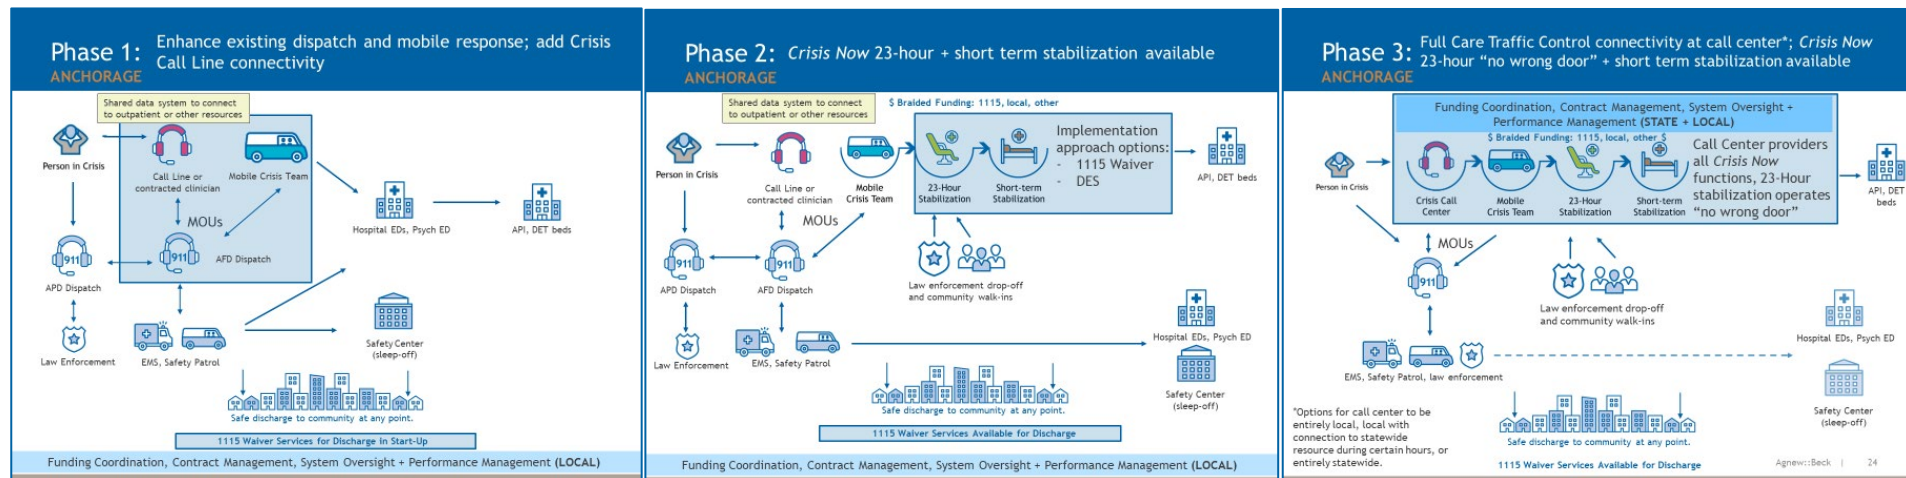 Phase 1: Enhance existing dispatch and mobile response; add Crisis
Call Line connectivity
ANCHORAGE
Shared data system to connect
to outpatient or other resources
Person in Crisis
Call Line or
contracted clinician
Mobile Crisis Team
MOUs
Hospital EDs, Psych ED
API, DET beds
911
APD Dispatch
911
AFD Dispatch
Law Enforcement
EMS, Safety Patrol
Safety Center
(sleep-off)
Safe discharge to community at any point.
1115 Waiver Services for Discharge in Start-Up
Funding Coordination, Contract Management, System Oversight + Performance Management (LOCAL)
Phase 2: Crisis Now 23-hour + short term stabilization available
ANCHORAGE
Shared data system to connect
to outpatient or other resources
$ Braided Funding: 1115, local, other
Person in Crisis
Call Line or
contracted clinician
Mobile
Crisis Team
23-Hour
Stabilization
Short-term
Stabilization
Implementation
approach options:
- 1115 Waiver
- DES
API, DET beds
MOUs
911
APD Dispatch
911
AFD Dispatch
Law enforcement drop-off
and community walk-ins
Law Enforcement
EMS, Safety Patrol
Hospital EDs, Psych ED
Safety Center
(sleep-off)
Safe discharge to community at any point.
1115 Waiver Services Available for Discharge
Funding Coordination, Contract Management, System Oversight + Performance Management (LOCAL)
Phase 3: Full Care Traffic Control connectivity at call center*; Crisis Now
23-hour “no wrong door” + short term stabilization available
ANCHORAGE
Funding Coordination, Contract Management, System Oversight +
Performance Management (STATE + LOCAL)
$ Braided Funding: 1115, local, other $
Person in Crisis
Crisis Call
Center
Mobile
Crisis Team
23-Hour
Stabilization
Short-term
Stabilization
Call Center providers
all Crisis Now
functions, 23-Hour
stabilization operates
“no wrong door”
API, DET
beds
MOUs
911
Law enforcement drop-off
and community walk-ins
EMS, Safety Patrol, law enforcement
Hospital EDs, Psych ED
Safety Center
(sleep-off)
*Options for call center to be
entirely local, local with
connection to statewide
resource during certain hours, or
entirely statewide.
Safe discharge to community at any point.
1115 Waiver Services Available for Discharge
Agnew::Beck | 24